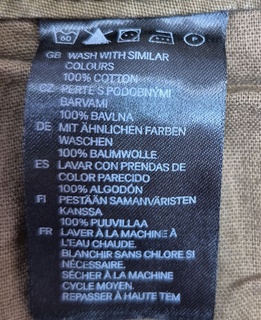 60
GB WASH WITH SIMILAR
COLOURS
100% COTTON
CZ PERTE S PODOBNÝMI
BARVAMI
100% BAVLNA
DE MIT ÄHNLICHEN FARBEN
WASCHEN
100% BAUMWOLLE
ES LAVAR CON PRENDAS DE
COLOR PARECIDO
100% ALGODÓN
FI PESTÄÄN SAMANVÄRISTEN
KANSSA
100% PUUVILLAA
FR LAVER À LA MACHINE À
L'EAU CHAUDE.
BLANCHIR SANS CHLORE SI
NÉCESSAIRE.
SÉCHER À LA MACHINE
CYCLE MOYEN.
REPASSER À HAUTE TEM